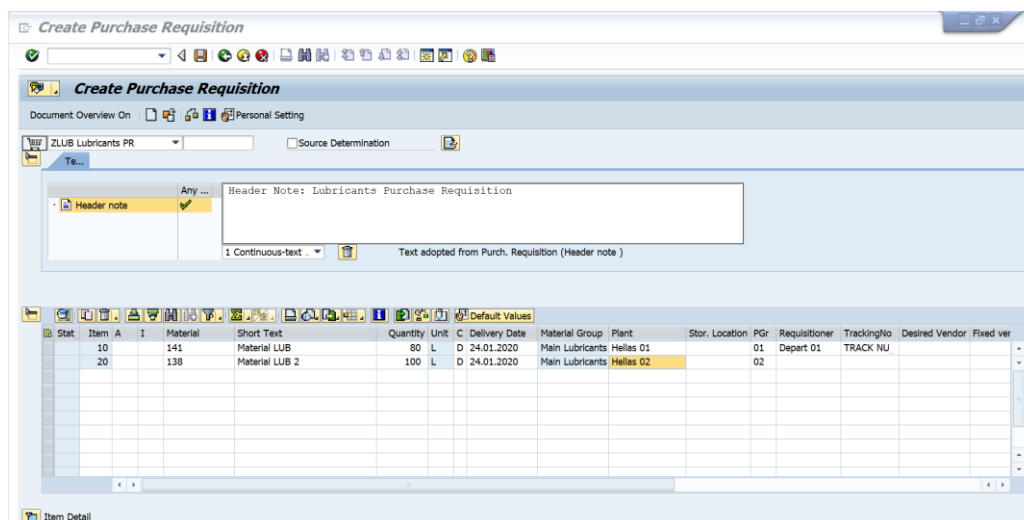 Create Purchase Requisition
Create Purchase Requisition
Document Overview On Personal Setting
ZLUB Lubricants PR Source Determination
Te...
Any ...
Header note
Header Note: Lubricants Purchase Requisition
1 Continuous-text .. Text adopted from Purch. Requisition (Header note )
Default Values
Stat Item A I Material Short Text Quantity Unit C Delivery Date Material Group Plant Stor. Location PGr Requisitioner TrackingNo Desired Vendor Fixed ver
10 141 Material LUB 80 L D 24.01.2020 Main Lubricants Hellas 01 01 Depart 01 TRACK NU
20 138 Material LUB 2 100 L D 24.01.2020 Main Lubricants Hellas 02 02
Item Detail